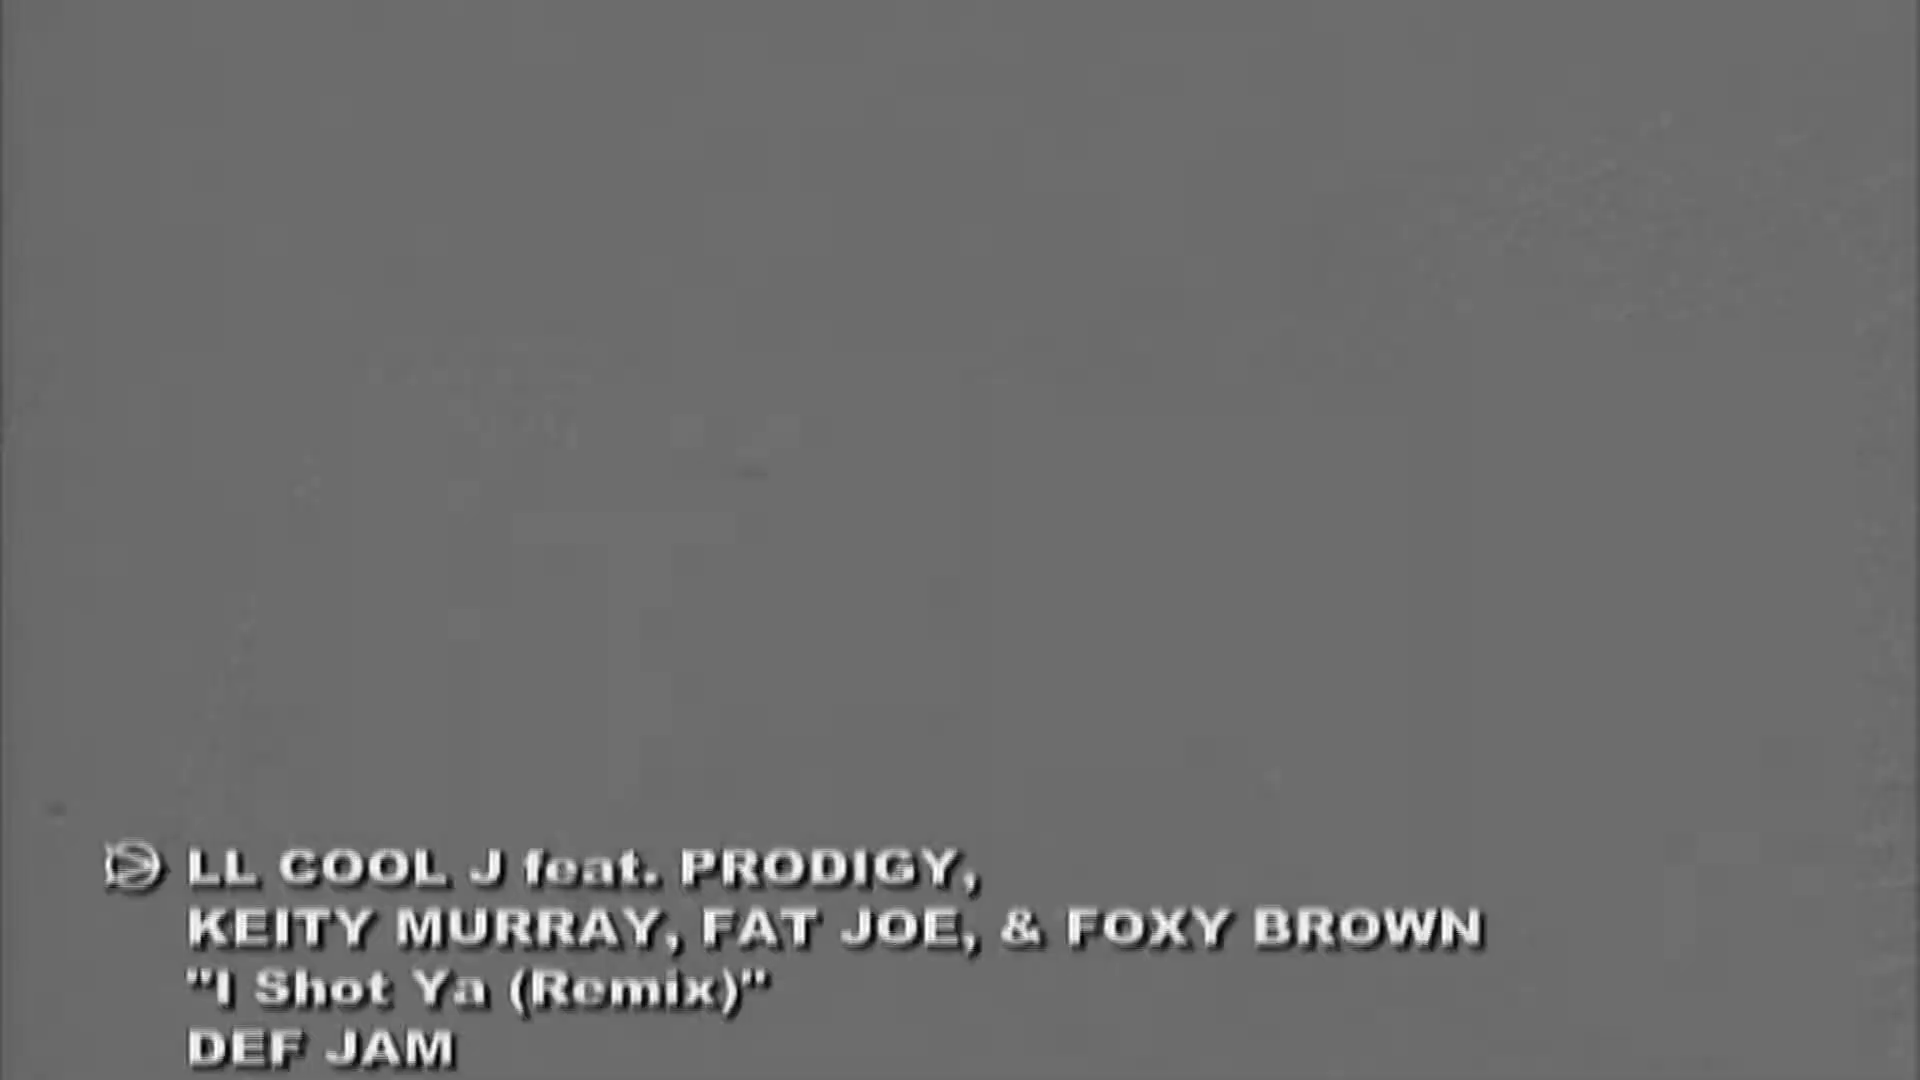 LL COOL J feat. PRODIGY,
KEITY MURRAY, FAT JOE, & FOXY BROWN
"I Shot Ya (Remix)"
DEF JAM